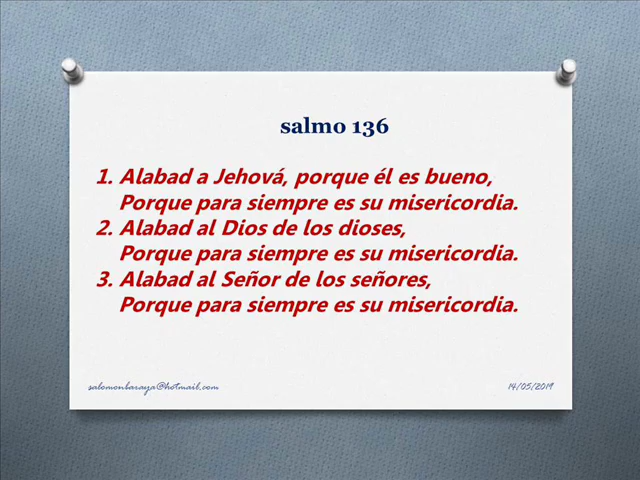 salmo 136
1. Alabad a Jehová, porque él es bueno,
Porque para siempre es su misericordia.
2. Alabad al Dios de los dioses,
Porque para siempre es su misericordia.
3. Alabad al Señor de los señores,
Porque para siempre es su misericordia.
salomonbaraya@hotmail.com
14/05/2019